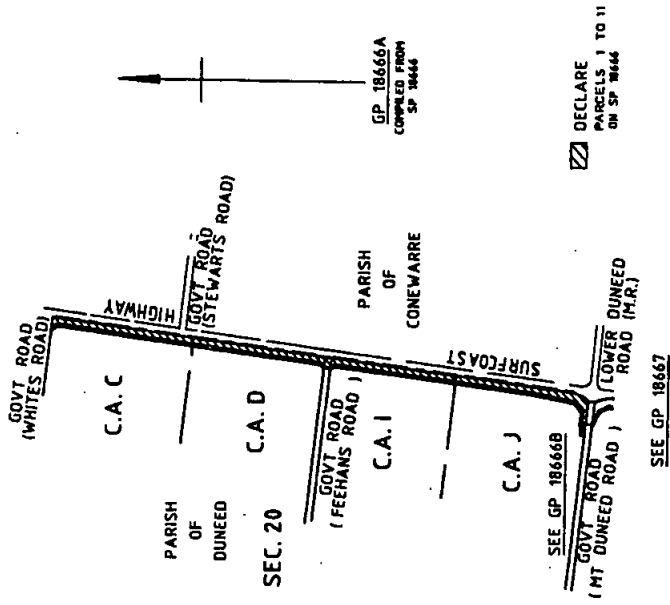 GOVT ROAD
(WHITES ROAD)
C.A. C
HIGHWAY
GOVT ROAD
(STEWARTS ROAD)
PARISH
OF
DUNEED
SEC. 20
C.A. D
GOVT ROAD
( FEEHANS ROAD )
C.A. I
PARISH
OF
CONEWARRE
SURFCOAST
C.A. J
SEE GP 18666B
GOVT ROAD
( MT DUNEED ROAD )
LOWER DUNEED
ROAD (M.R.)
SEE GP 18667
GP 18666A
COMPILED FROM
SP 18666
DECLARE
PARCELS 1 TO 11
ON SP 18666